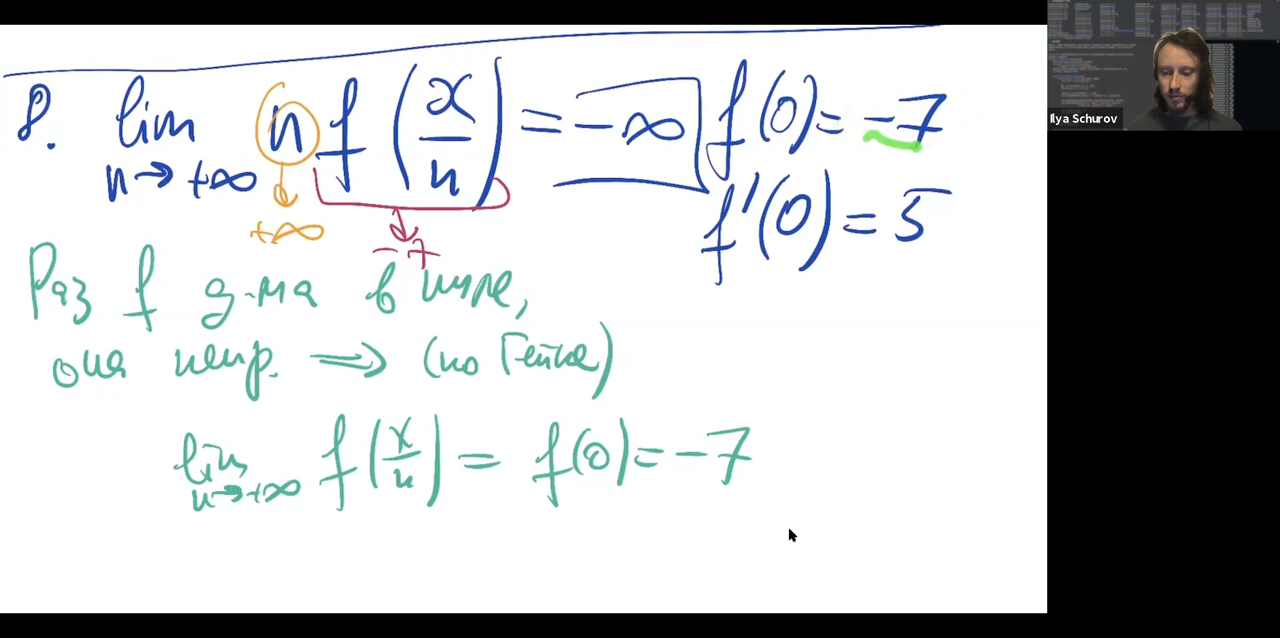 8. lim n f(x/n) = -∞ f(0) = -7
n→+∞
f'(0) = 5
+∞
-7
Раз f д-ма в нуле,
она непр. ⟹ (по Гейне)
lim f(x/n) = f(0) = -7
n→+∞
Ilya Schurov